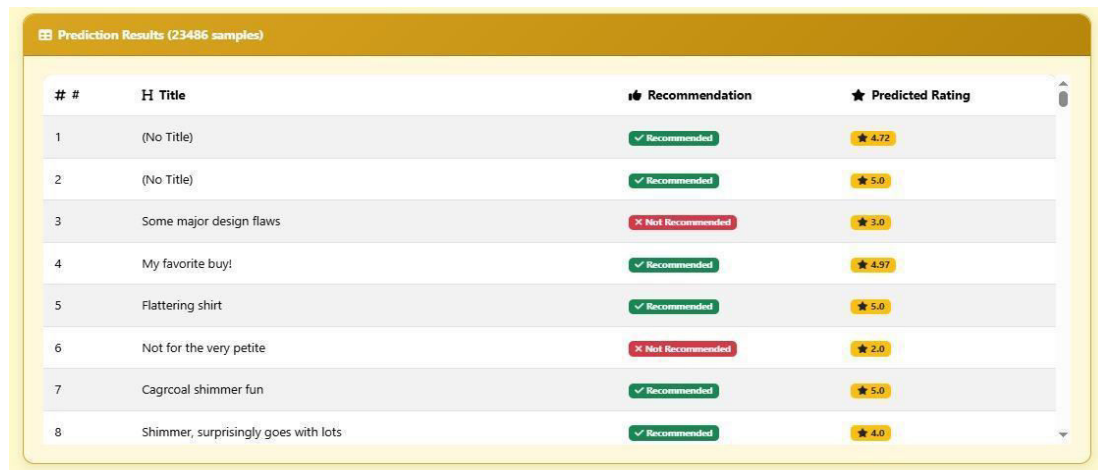 Prediction Results (23486 samples)
# # Title Recommendation Predicted Rating
1 (No Title) Recommended 4.72
2 (No Title) Recommended 5.0
3 Some major design flaws Not Recommended 3.0
4 My favorite buy! Recommended 4.97
5 Flattering shirt Recommended 5.0
6 Not for the very petite Not Recommended 2.0
7 Cagrcoal shimmer fun Recommended 5.0
8 Shimmer, surprisingly goes with lots Recommended 4.0